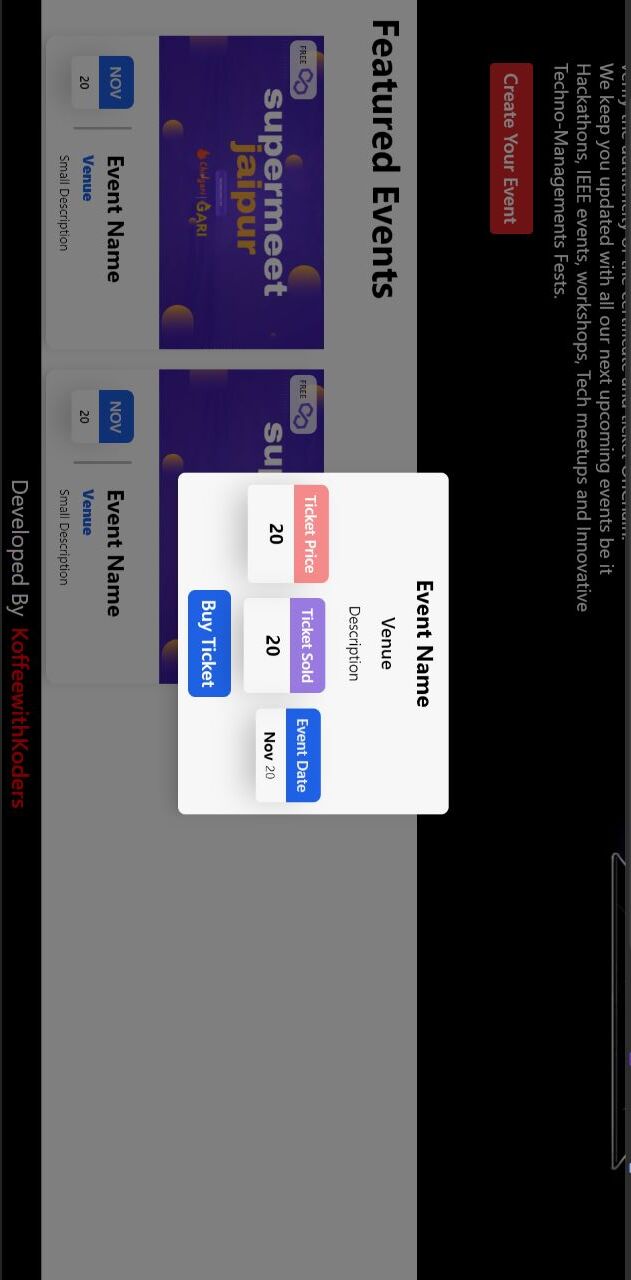 We keep you updated with all our next upcoming events be it
Hackathons, IEEE events, workshops, Tech meetups and Innovative
Techno-Managements Fests.
Create Your Event
Featured Events
FREE
supermeet
jaipur
GARI
NOV
20
Event Name
Venue
Small Description
FREE
su
NOV
20
Event Name
Venue
Small Description
Event Name
Venue
Description
Ticket Price
20
Ticket Sold
20
Event Date
Nov 20
Buy Ticket
Developed By KoffeewithKoders